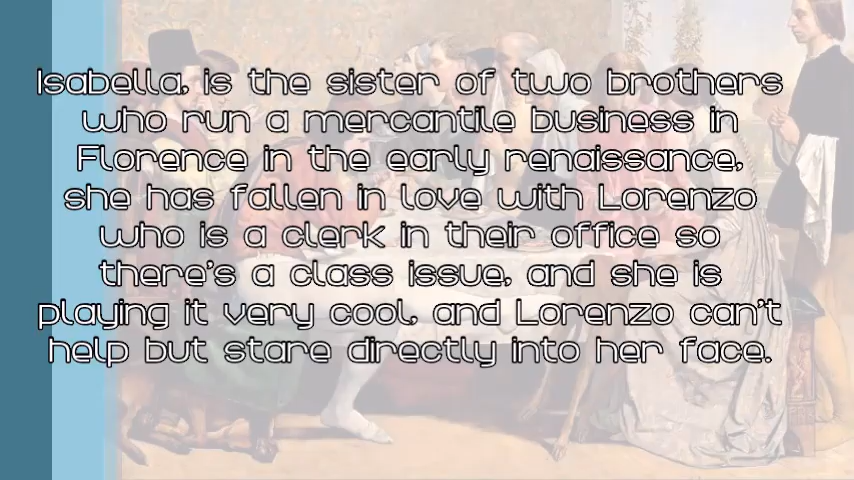 Isabella, is the sister of two brothers
who run a mercantile business in
Florence in the early renaissance,
she has fallen in love with Lorenzo
who is a clerk in their office so
there's a class issue, and she is
playing it very cool, and Lorenzo can't
help but stare directly into her face.